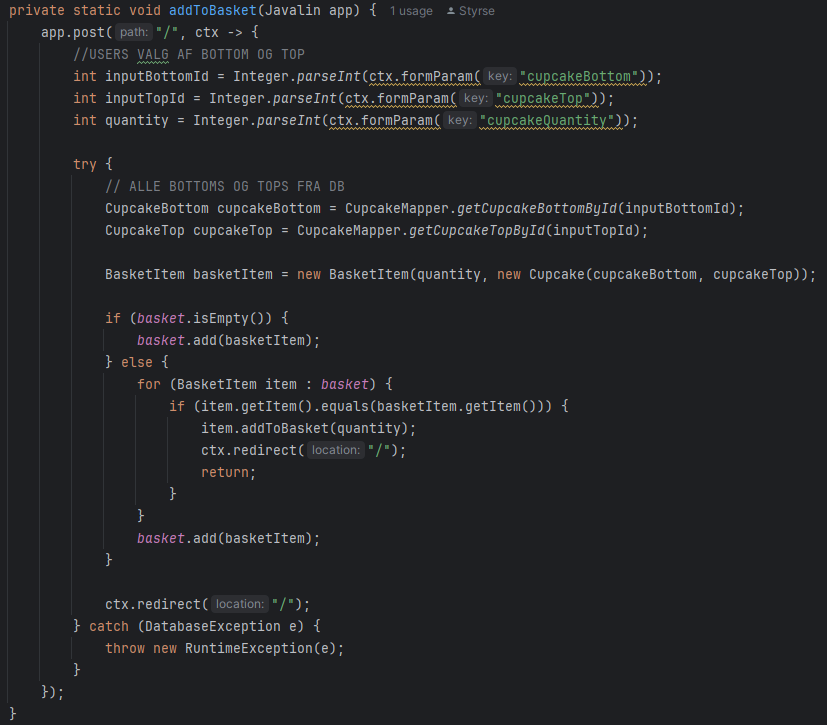 private static void addToBasket(Javalin app) { 1 usage Styrse
app.post( path: "/", ctx -> {
//USERS VALG AF BOTTOM OG TOP
int inputBottomId = Integer.parseInt(ctx.formParam( key: "cupcakeBottom"));
int inputTopId = Integer.parseInt(ctx.formParam( key: "cupcakeTop"));
int quantity = Integer.parseInt(ctx.formParam( key: "cupcakeQuantity"));
try {
// ALLE BOTTOMS OG TOPS FRA DB
CupcakeBottom cupcakeBottom = CupcakeMapper.getCupcakeBottomById(inputBottomId);
CupcakeTop cupcakeTop = CupcakeMapper.getCupcakeTopById(inputTopId);
BasketItem basketItem = new BasketItem(quantity, new Cupcake(cupcakeBottom, cupcakeTop));
if (basket.isEmpty()) {
basket.add(basketItem);
} else {
for (BasketItem item : basket) {
if (item.getItem().equals(basketItem.getItem())) {
item.addToBasket(quantity);
ctx.redirect( location: "/");
return;
}
}
basket.add(basketItem);
}
ctx.redirect( location: "/");
} catch (DatabaseException e) {
throw new RuntimeException(e);
}
});
}